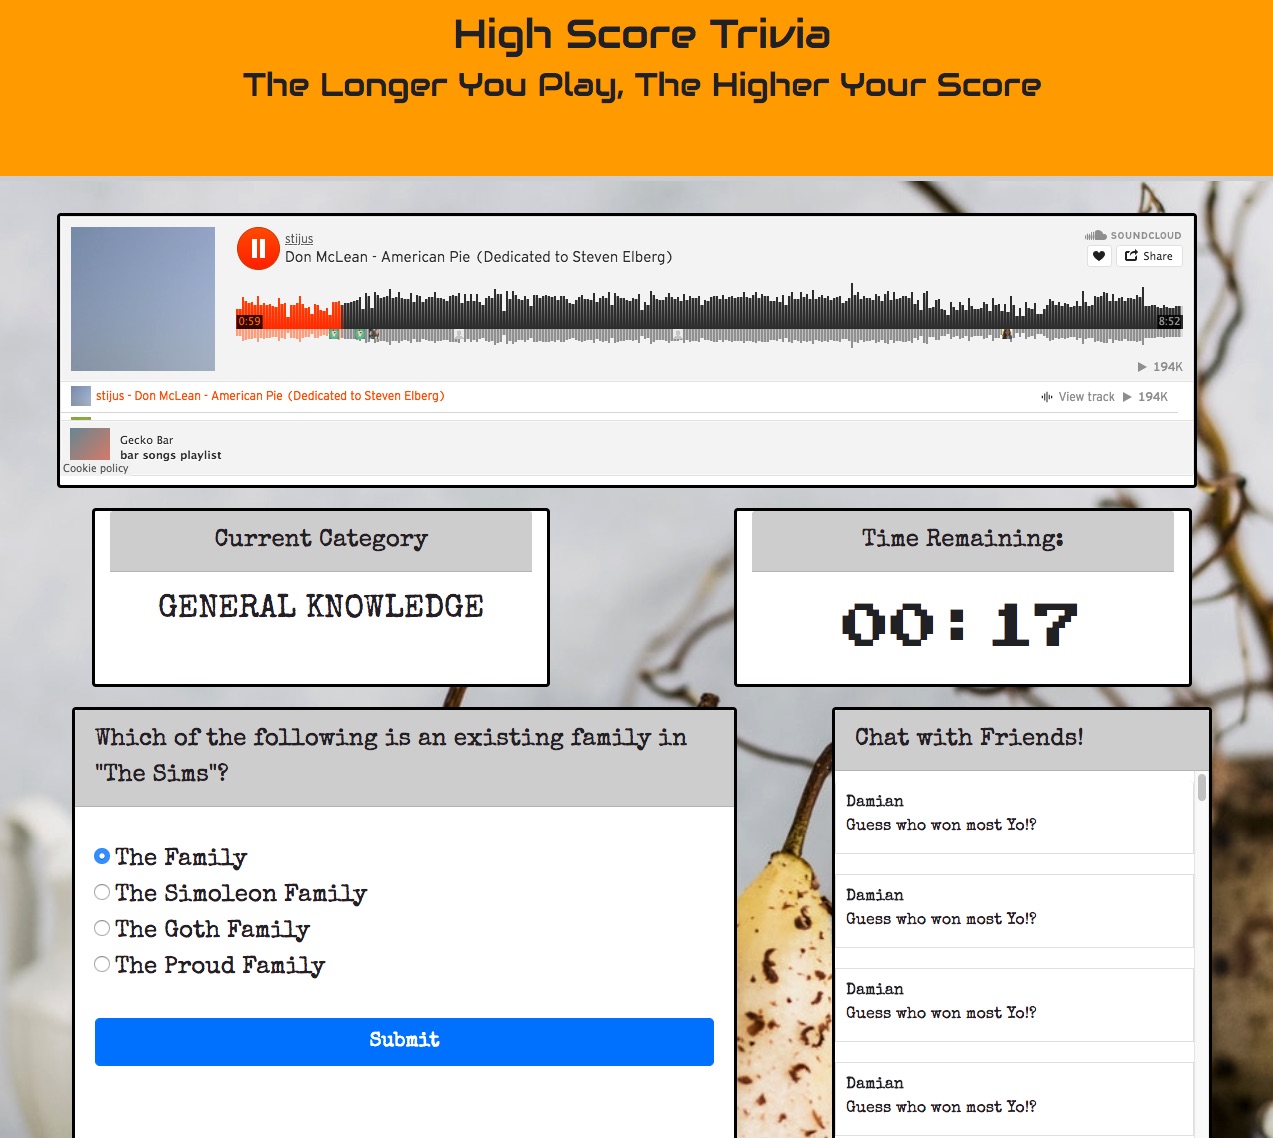 High Score Trivia
The Longer You Play, The Higher Your Score
stijus
Don McLean - American Pie (Dedicated to Steven Elberg)
SOUNDCLOUD
Share
0:59
8:52
194K
stijus - Don McLean - American Pie (Dedicated to Steven Elberg)
View track
194K
Gecko Bar
bar songs playlist
Cookie policy
Current Category
GENERAL KNOWLEDGE
Time Remaining:
00:17
Which of the following is an existing family in
"The Sims"?
The Family
The Simoleon Family
The Goth Family
The Proud Family
Submit
Chat with Friends!
Damian
Guess who won most Yo!?
Damian
Guess who won most Yo!?
Damian
Guess who won most Yo!?
Damian
Guess who won most Yo!?